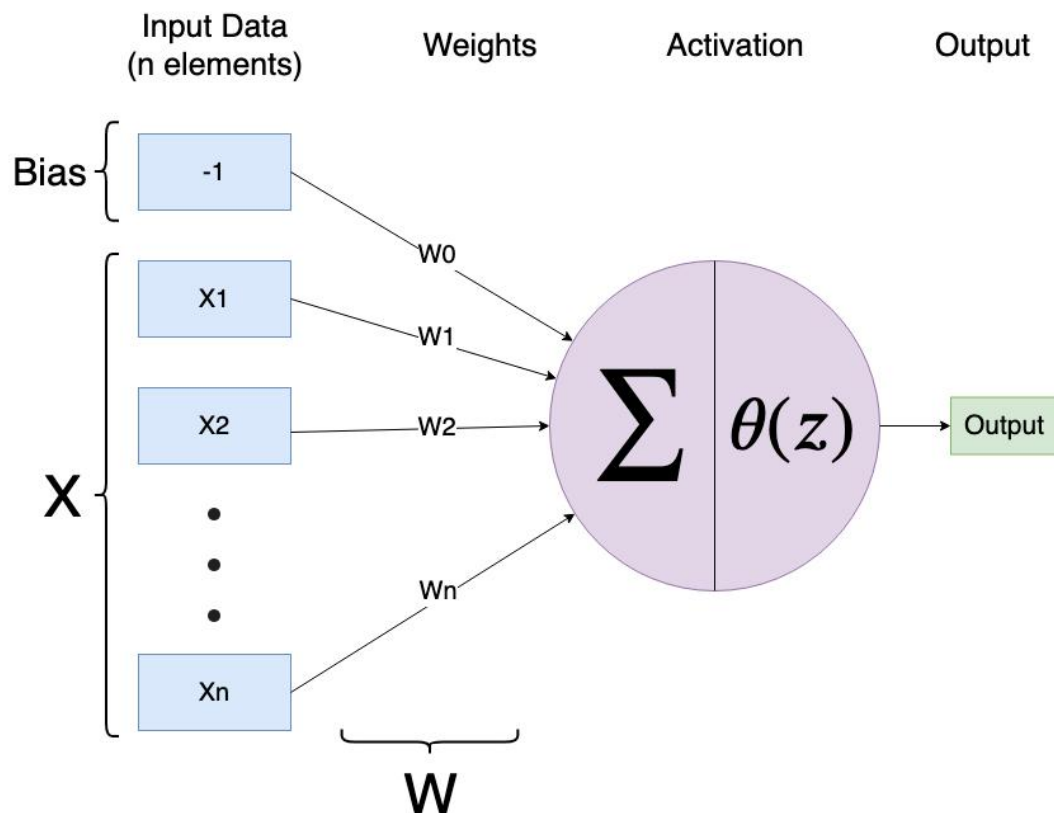 Input Data
(n elements)
Weights
Activation
Output
Bias
-1
W0
X1
W1
X
X2
W2
∑
θ(z)
Output
Wn
Xn
W